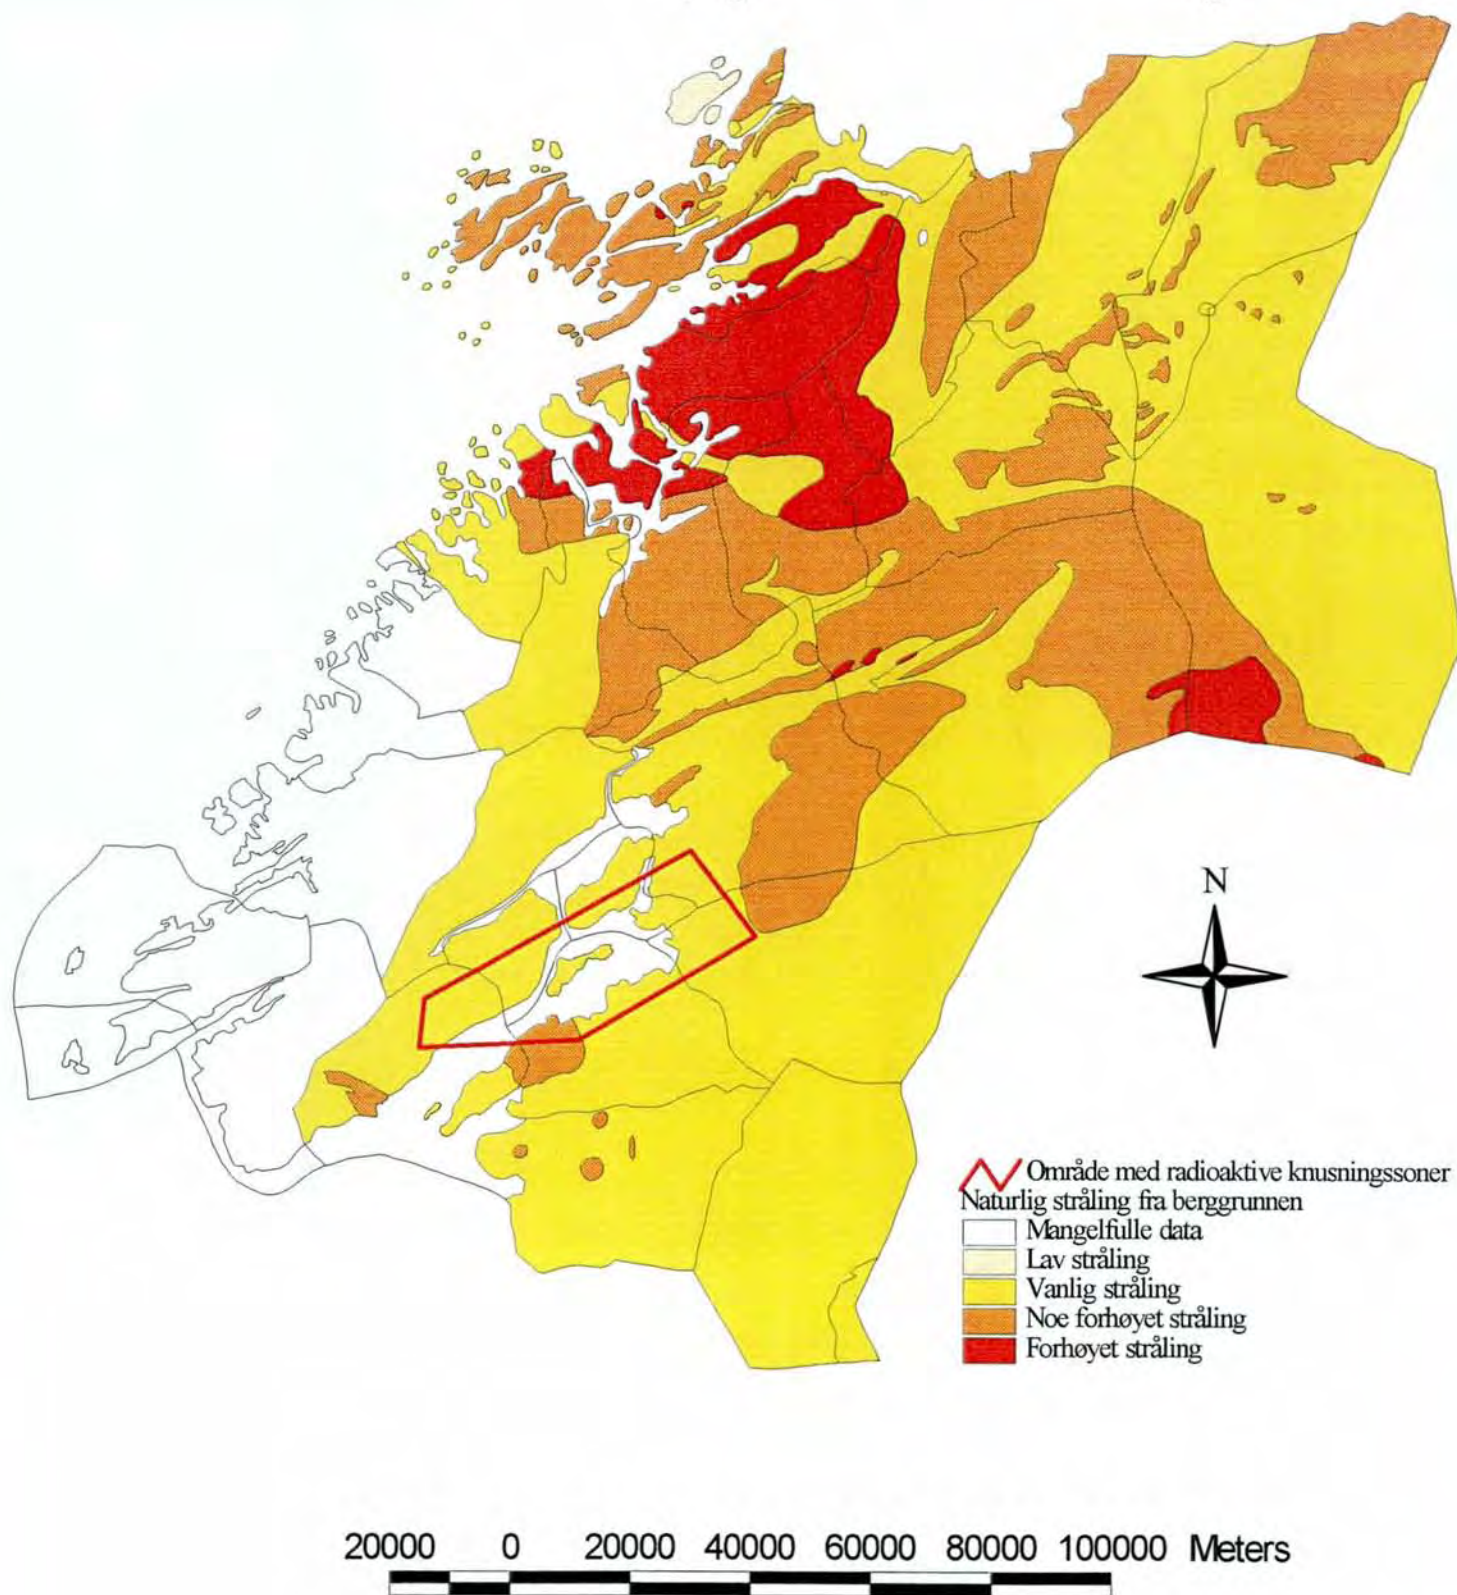 N
Område med radioaktive knusningssoner
Naturlig stråling fra berggrunnen
Mangelfulle data
Lav stråling
Vanlig stråling
Noe forhøyet stråling
Forhøyet stråling
20000 0 20000 40000 60000 80000 100000 Meters